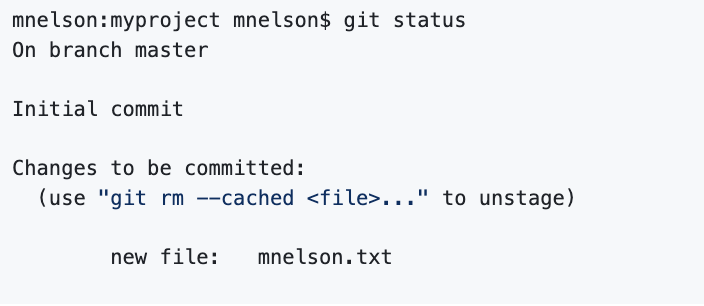 mnelson:myproject mnelson$ git status
On branch master
Initial commit
Changes to be committed:
(use "git rm --cached <file>..." to unstage)
new file: mnelson.txt